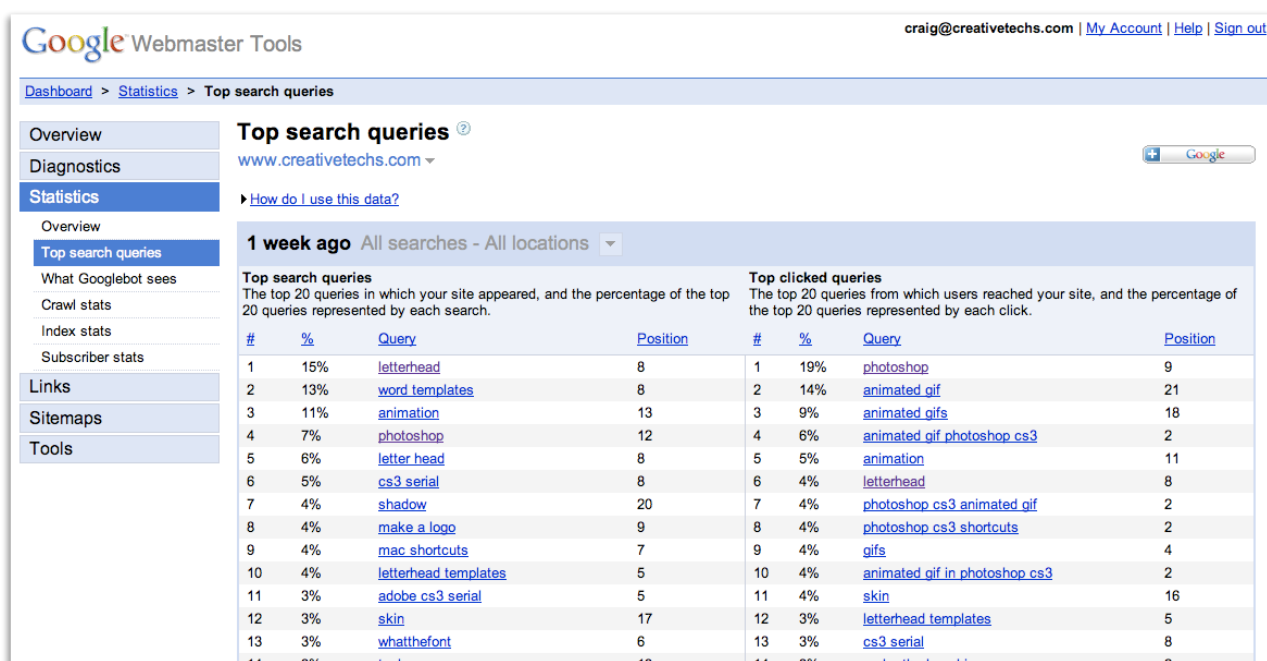 craig@creativetechs.com | My Account | Help | Sign out
Google Webmaster Tools
Dashboard > Statistics > Top search queries
Overview
Diagnostics
Statistics
Overview
Top search queries
What Googlebot sees
Crawl stats
Index stats
Subscriber stats
Links
Sitemaps
Tools
Top search queries ?
www.creativetechs.com
Google
How do I use this data?
1 week ago All searches - All locations
Top search queries
The top 20 queries in which your site appeared, and the percentage of the top
20 queries represented by each search.
# % Query Position
1 15% letterhead 8
2 13% word templates 8
3 11% animation 13
4 7% photoshop 12
5 6% letter head 8
6 5% cs3 serial 8
7 4% shadow 20
8 4% make a logo 9
9 4% mac shortcuts 7
10 4% letterhead templates 5
11 3% adobe cs3 serial 5
12 3% skin 17
13 3% whatthefont 6
Top clicked queries
The top 20 queries from which users reached your site, and the percentage of
the top 20 queries represented by each click.
# % Query Position
1 19% photoshop 9
2 14% animated gif 21
3 9% animated gifs 18
4 6% animated gif photoshop cs3 2
5 5% animation 11
6 4% letterhead 8
7 4% photoshop cs3 animated gif 2
8 4% photoshop cs3 shortcuts 2
9 4% gifs 4
10 4% animated gif in photoshop cs3 2
11 4% skin 16
12 3% letterhead templates 5
13 3% cs3 serial 8